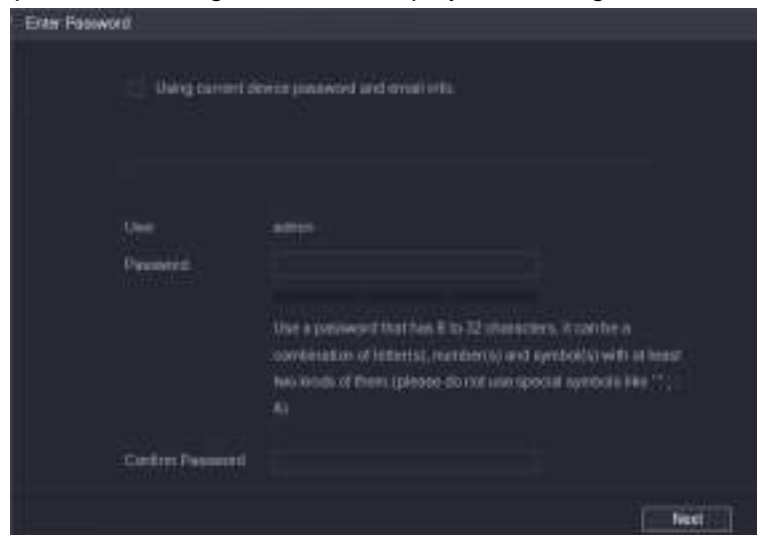 Enter Password
Using current device password and email info.
User admin
Password
Use a password that has 8 to 32 characters, it can be a
combination of letter(s), number(s) and symbol(s) with at least
two kinds of them.(please do not use special symbols like ' " ;
&)
Confirm Password
Next